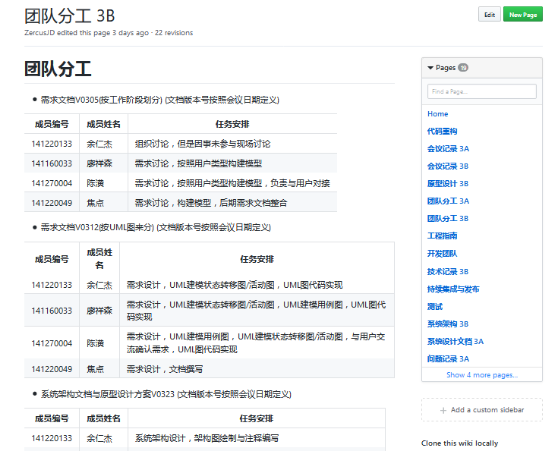 团队分工 3B
Edit
New Page
ZercusJD edited this page 3 days ago · 22 revisions
团队分工
需求文档V0305(按工作阶段划分) (文档版本号按照会议日期定义)
成员编号 成员姓名 任务安排
141220133 余仁杰 组织讨论，但是因事未参与现场讨论
141160033 廖祥森 需求讨论，按照用户类型构建模型
141270004 陈潇 需求讨论，按照用户类型构建模型，负责与用户对接
141220049 焦点 需求讨论，构建模型，后期需求文档整合
需求文档V0312(按UML图来分) (文档版本号按照会议日期定义)
成员编号 成员姓名 任务安排
141220133 余仁杰 需求设计，UML建模状态转移图/活动图，UML图代码实现
141160033 廖祥森 需求设计，UML建模状态转移图/活动图，UML建模用例图，UML图代
码实现
141270004 陈潇 需求设计，UML建模用例图，UML建模状态转移图/活动图，与用户交
流确认需求，UML图代码实现
141220049 焦点 需求设计，文档撰写
系统架构文档与原型设计方案V0323 (文档版本号按照会议日期定义)
成员编号 成员姓名 任务安排
141220133 余仁杰 系统架构设计，架构图绘制与注释编写
Pages 19
Find a Page...
Home
代码重构
会议记录 3A
会议记录 3B
原型设计 3B
团队分工 3A
团队分工 3B
工程指南
开发团队
技术记录 3B
持续集成与发布
测试
系统架构 3B
系统设计文档 3A
问题记录 3A
Show 4 more pages...
+ Add a custom sidebar
Clone this wiki locally